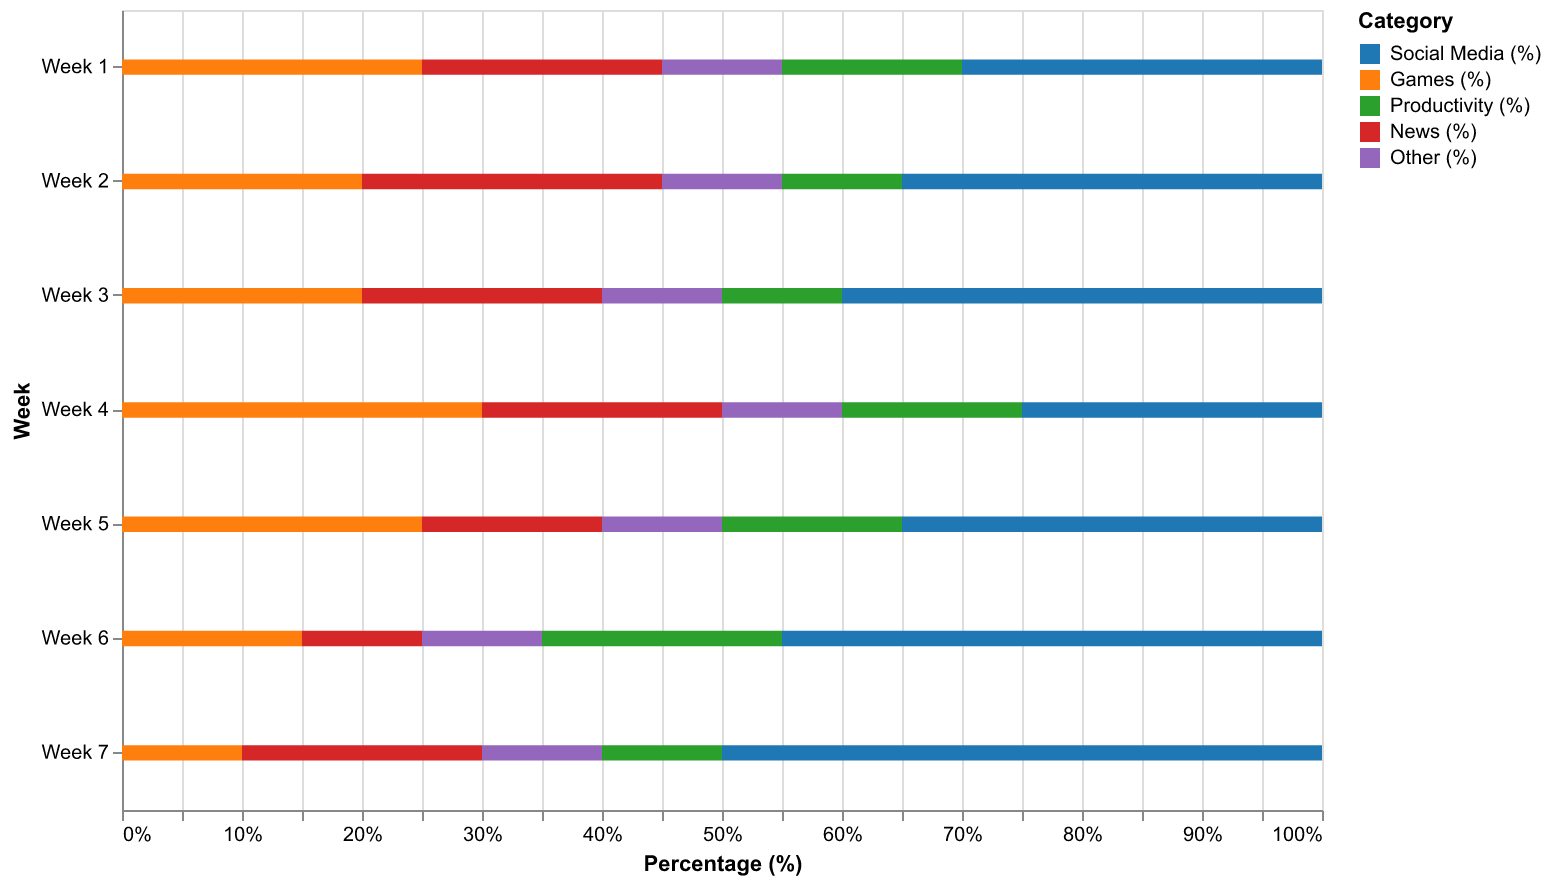 Category
Social Media (%)
Games (%)
Productivity (%)
News (%)
Other (%)
Week
Week 1
Week 2
Week 3
Week 4
Week 5
Week 6
Week 7
0% 10% 20% 30% 40% 50% 60% 70% 80% 90% 100%
Percentage (%)